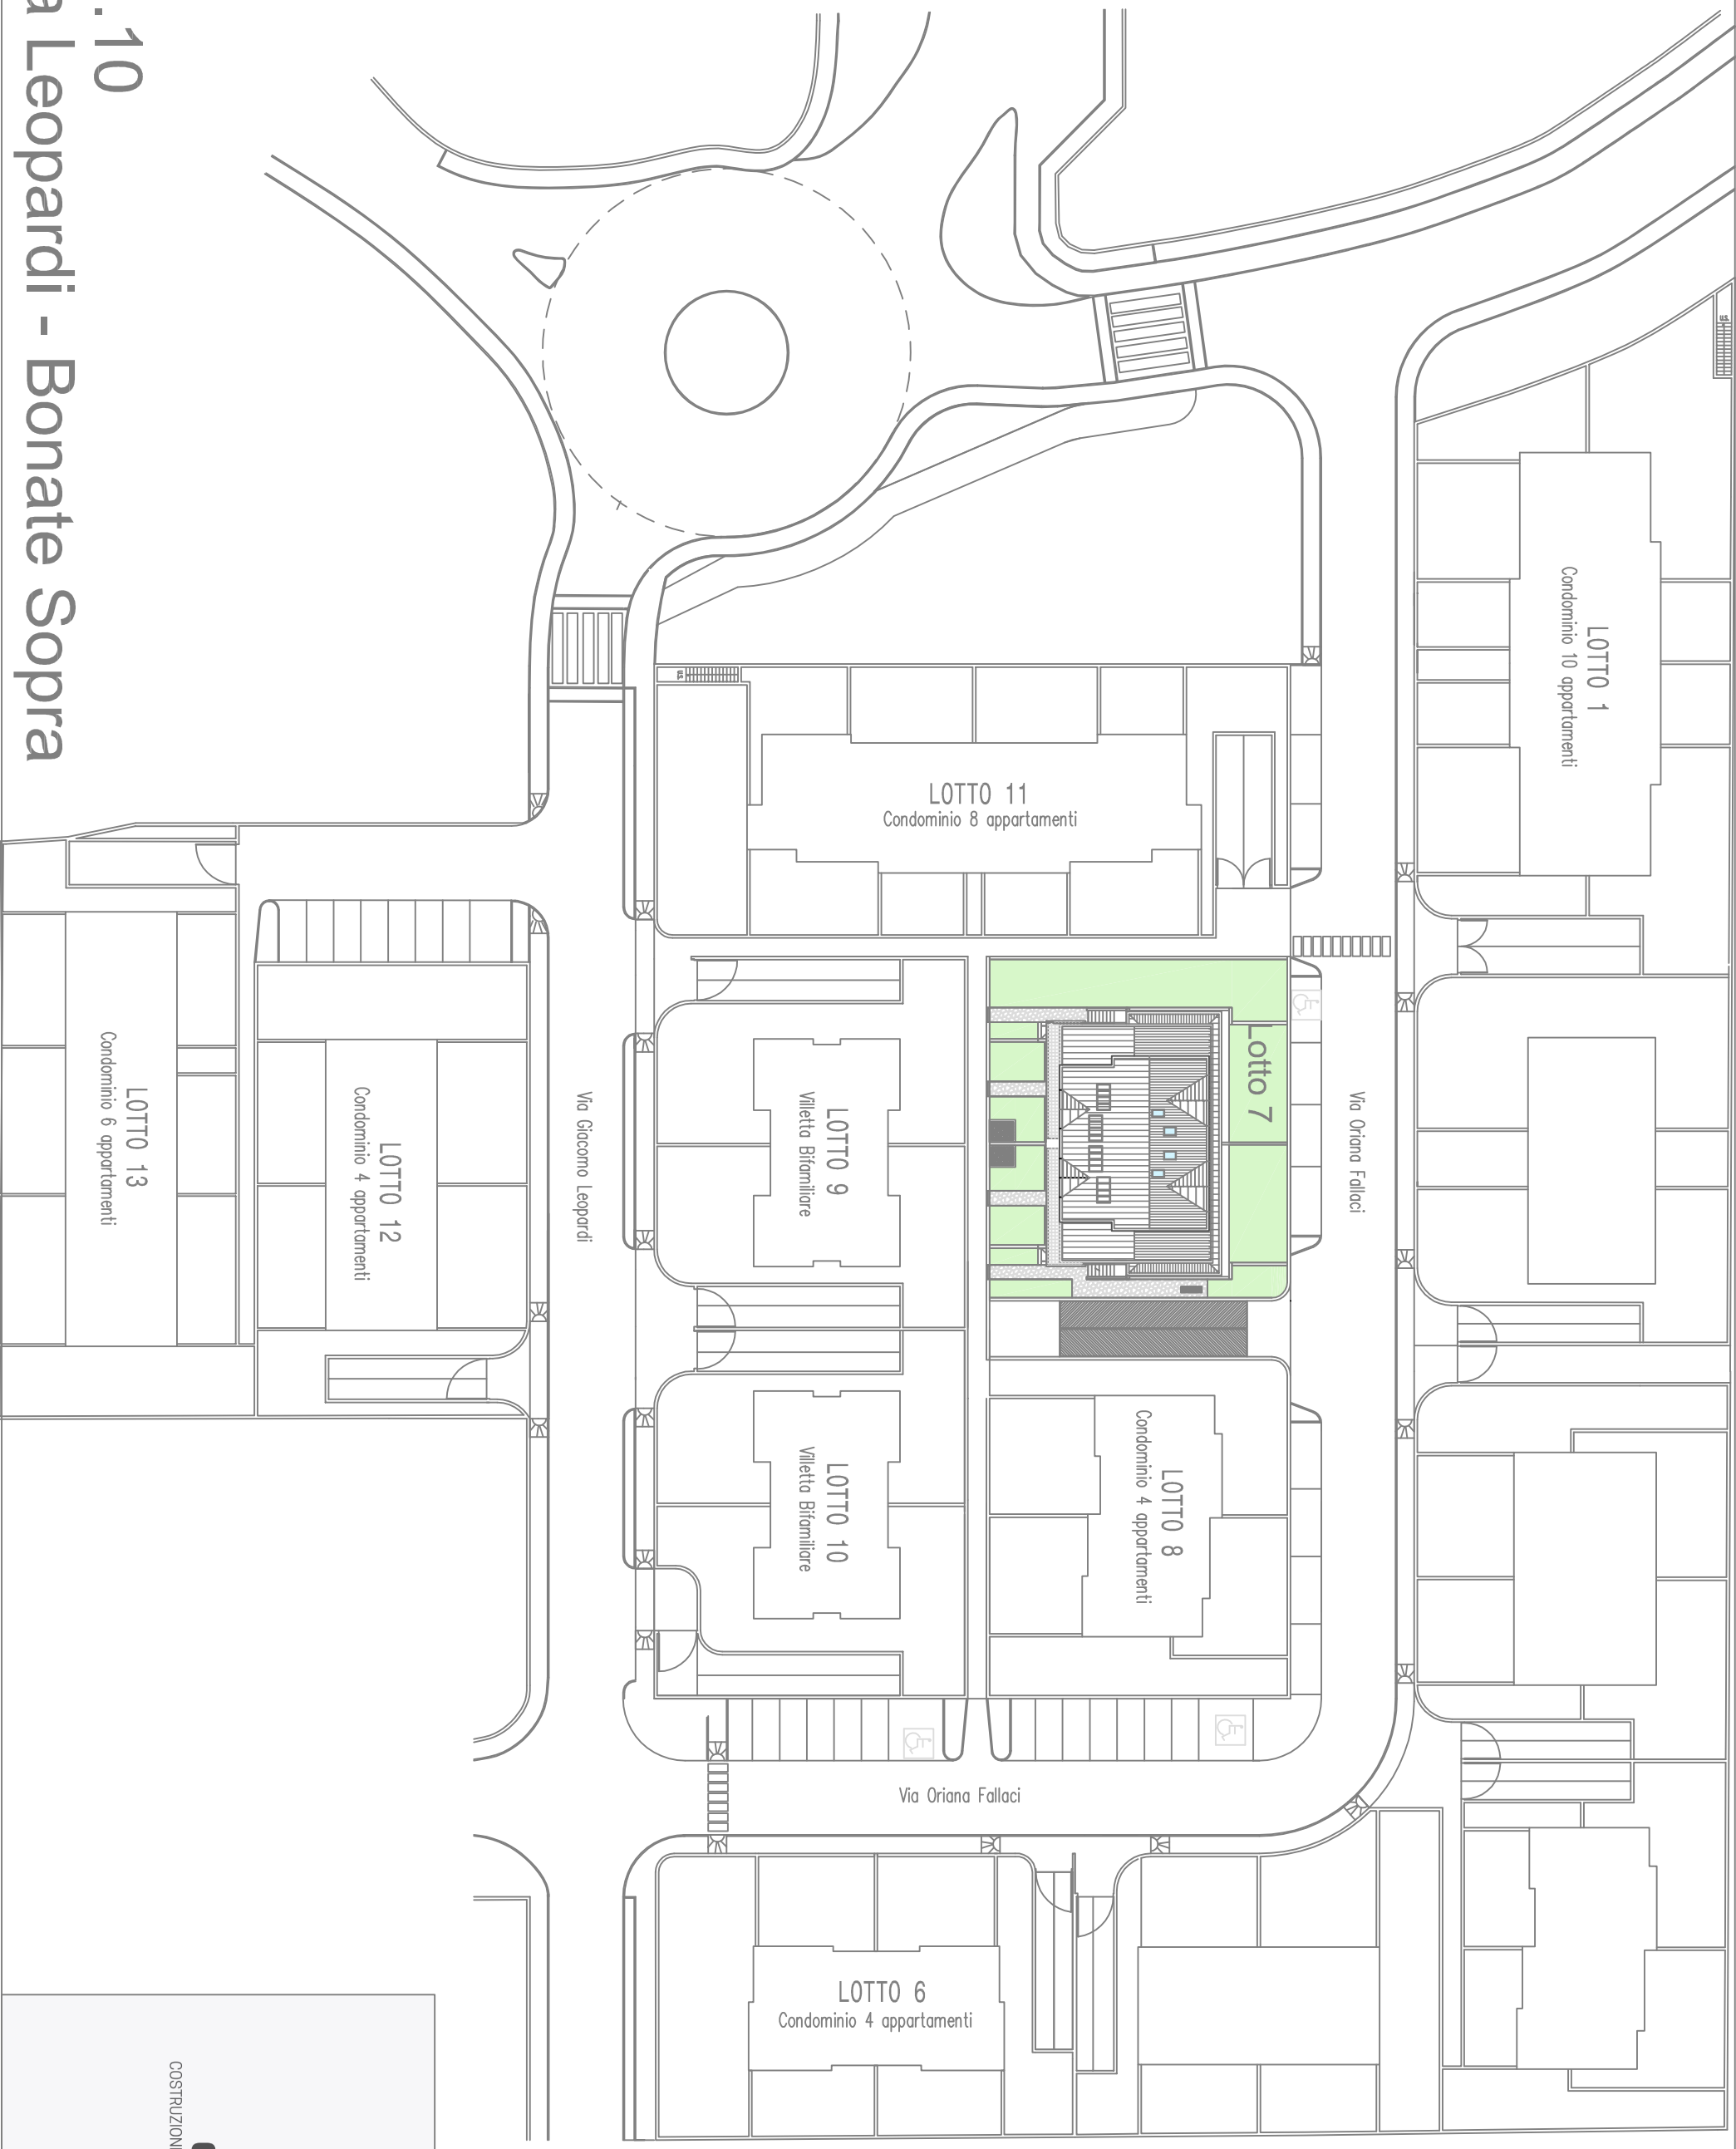 .10
a Leopardi - Bonate Sopra
u.s.
LOTTO 1
Condominio 10 appartamenti
u.s.
LOTTO 11
Condominio 8 appartamenti
Lotto 7
Via Oriana Fallaci
LOTTO 9
Villetta Bifamiliare
Via Giacomo Leopardi
LOTTO 12
Condominio 4 appartamenti
LOTTO 13
Condominio 6 appartamenti
LOTTO 8
Condominio 4 appartamenti
LOTTO 10
Villetta Bifamiliare
Via Oriana Fallaci
LOTTO 6
Condominio 4 appartamenti
COSTRUZIONI